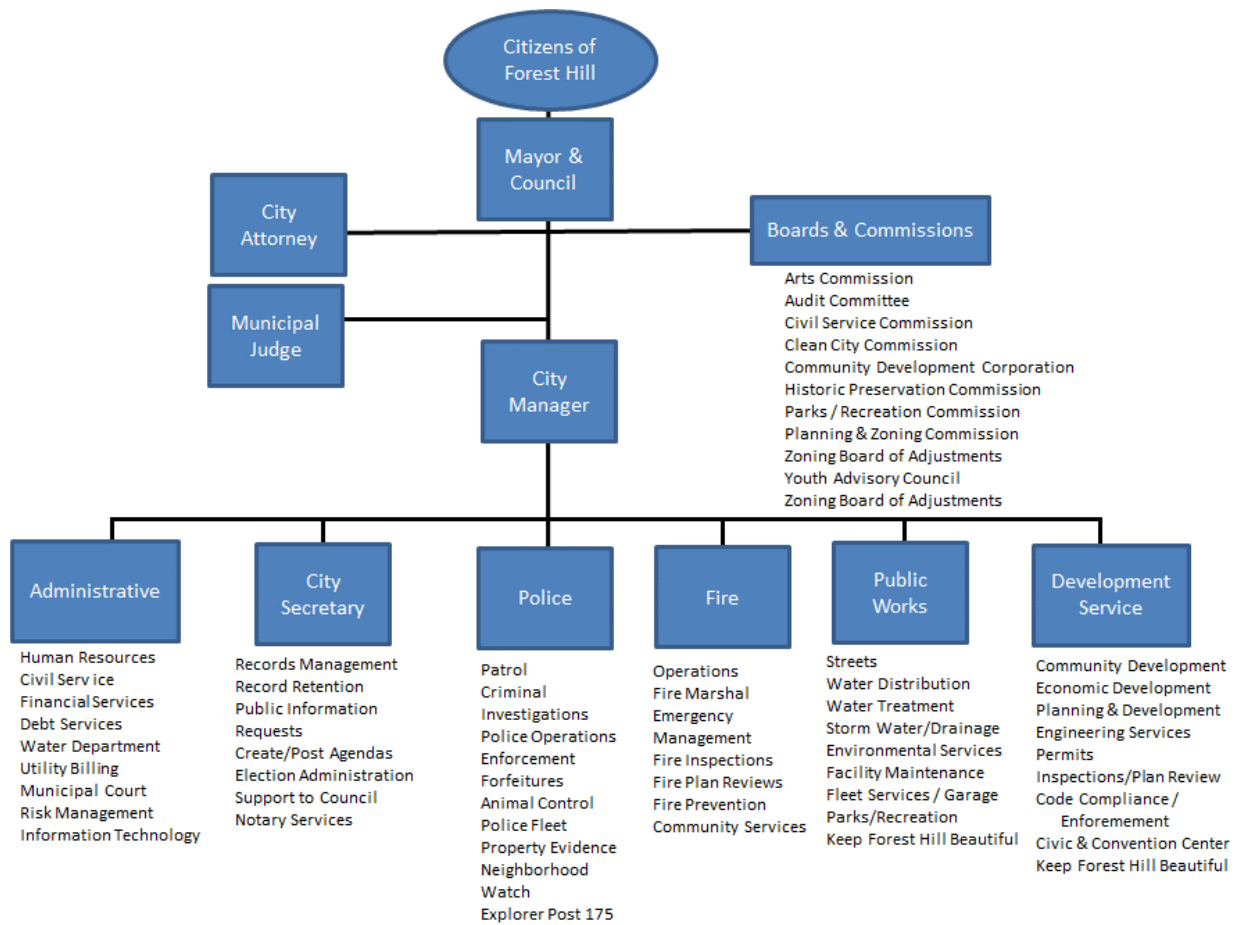 Citizens of
Forest Hill
Mayor &
Council
City
Attorney
Boards & Commissions
Arts Commission
Audit Committee
Civil Service Commission
Clean City Commission
Community Development Corporation
Historic Preservation Commission
Parks / Recreation Commission
Planning & Zoning Commission
Zoning Board of Adjustments
Youth Advisory Council
Zoning Board of Adjustments
Municipal
Judge
City
Manager
Administrative
Human Resources
Civil Service
Financial Services
Debt Services
Water Department
Utility Billing
Municipal Court
Risk Management
Information Technology
City
Secretary
Records Management
Record Retention
Public Information
Requests
Create/Post Agendas
Election Administration
Support to Council
Notary Services
Police
Patrol
Criminal
Investigations
Police Operations
Enforcement
Forfeitures
Animal Control
Police Fleet
Property Evidence
Neighborhood
Watch
Explorer Post 175
Fire
Operations
Fire Marshal
Emergency
Management
Fire Inspections
Fire Plan Reviews
Fire Prevention
Community Services
Public
Works
Streets
Water Distribution
Water Treatment
Storm Water/Drainage
Environmental Services
Facility Maintenance
Fleet Services / Garage
Parks/Recreation
Keep Forest Hill Beautiful
Development
Service
Community Development
Economic Development
Planning & Development
Engineering Services
Permits
Inspections/Plan Review
Code Compliance /
Enforement
Civic & Convention Center
Keep Forest Hill Beautiful